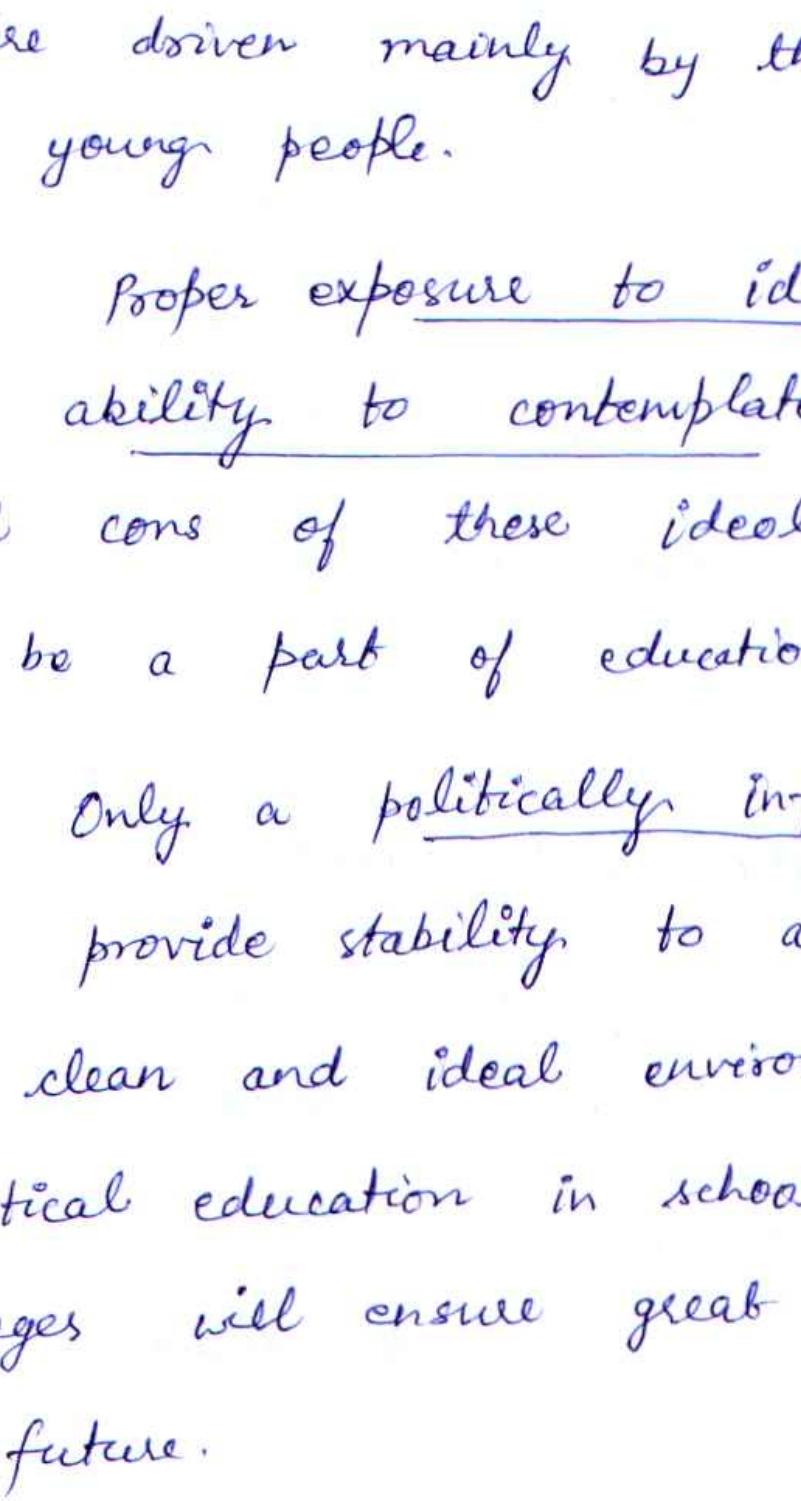 re driven mainly by th
young people.
Proper exposure to id
ability to contemplat
cons of these ideol
be a part of educatio
Only a politically in-
provide stability to a
clean and ideal enviro
tical education in schoo
ges will ensure great
future.